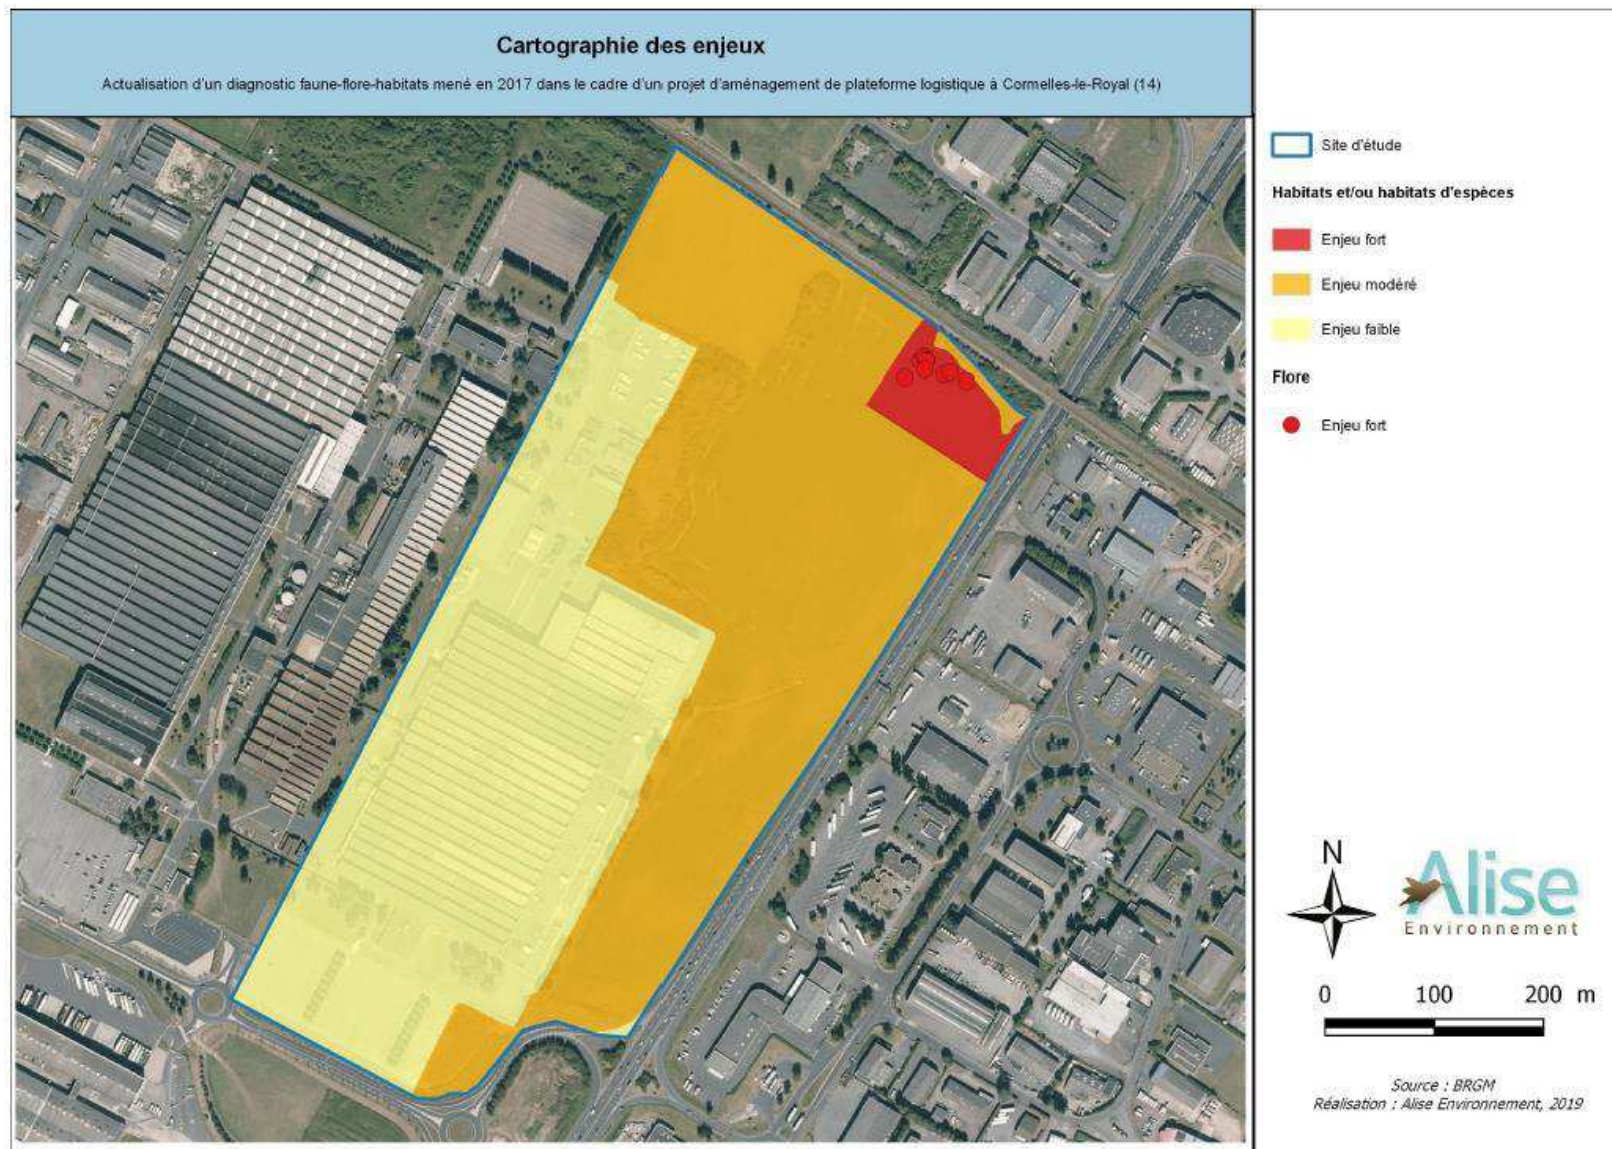 Cartographie des enjeux
Actualisation d'un diagnostic faune-flore-habitats mené en 2017 dans le cadre d'un projet d'aménagement de plateforme logistique à Cormelles-le-Royal (14)
Site d'étude
Habitats et/ou habitats d'espèces
Enjeu fort
Enjeu modéré
Enjeu faible
Flore
Enjeu fort
N
Alise
Environnement
0 100 200 m
Source : BRGM
Réalisation : Alise Environnement, 2019